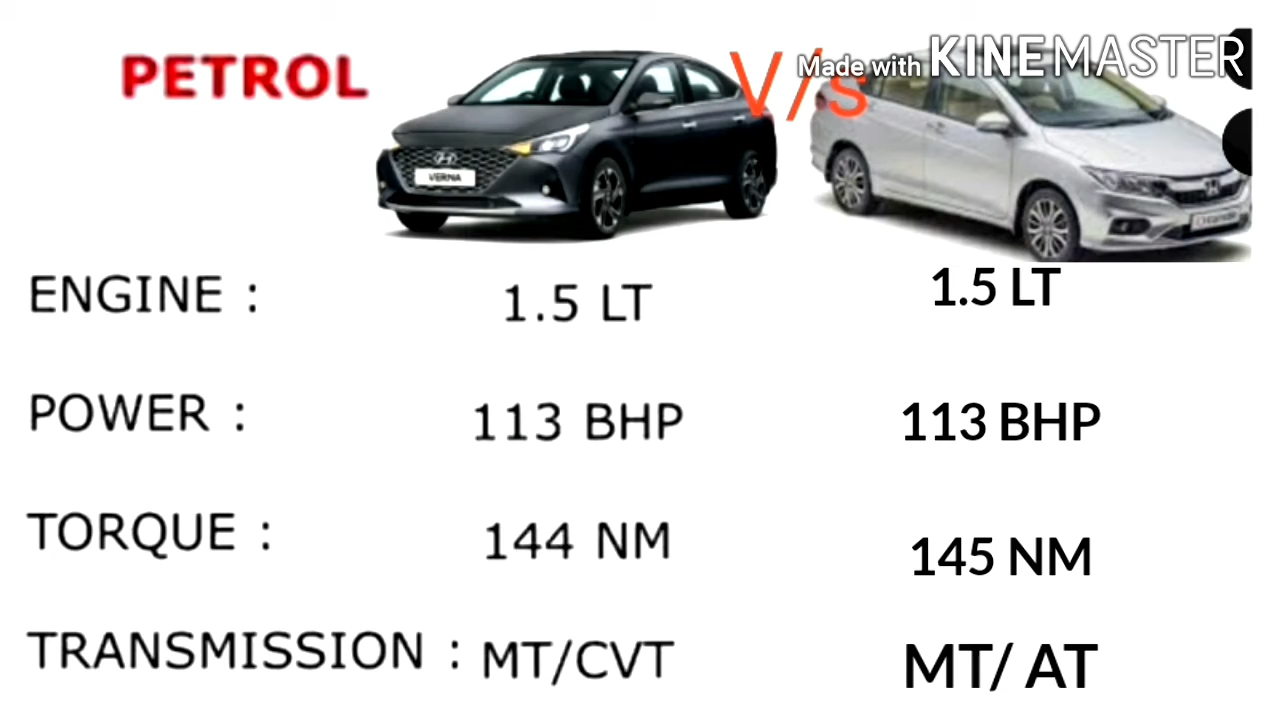 PETROL
V/s
Made with KINEMASTER
VERNA
ENGINE : 1.5 LT 1.5 LT
POWER : 113 BHP 113 BHP
TORQUE : 144 NM 145 NM
TRANSMISSION : MT/CVT MT/ AT